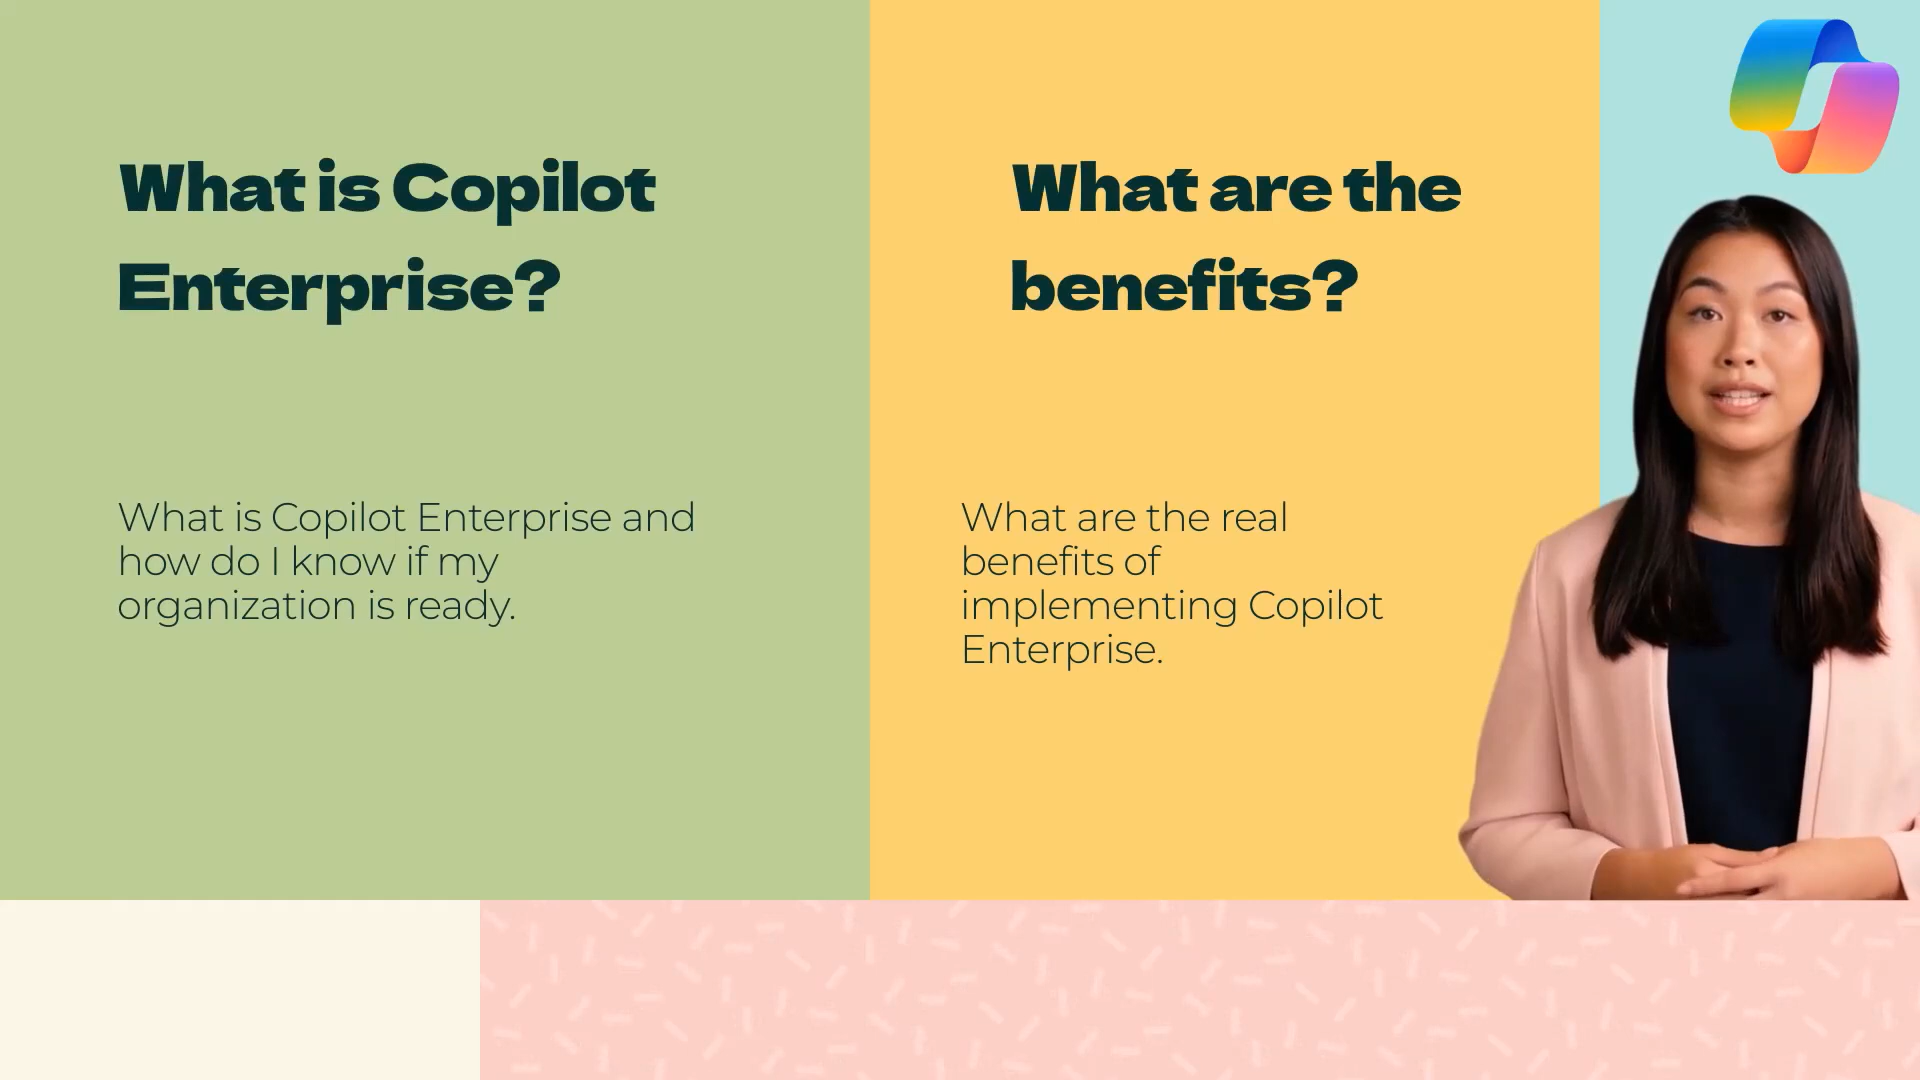 What is Copilot
Enterprise?
What is Copilot Enterprise and
how do I know if my
organization is ready.
What are the
benefits?
What are the real
benefits of
implementing Copilot
Enterprise.